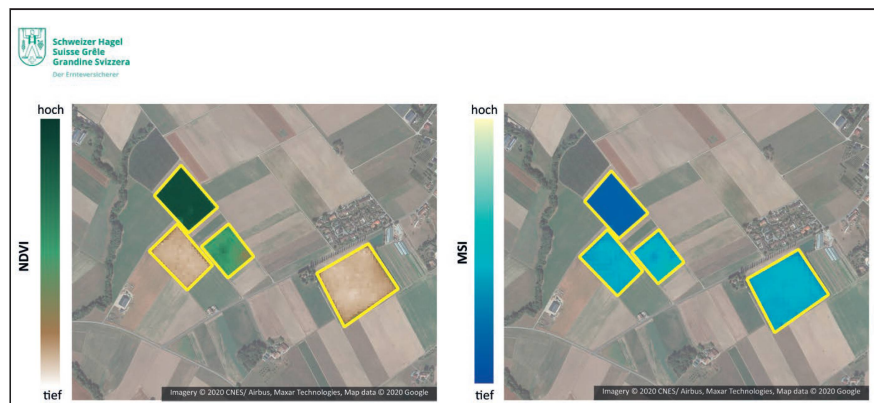 Schweizer Hagel
Suisse Grêle
Grandine Svizzera
Der Ernteversicherer
hoch
NDVI
tief
Imagery © 2020 CNES/ Airbus, Maxar Technologies, Map data © 2020 Google
hoch
MSI
tief
Imagery © 2020 CNES/ Airbus, Maxar Technologies, Map data © 2020 Google